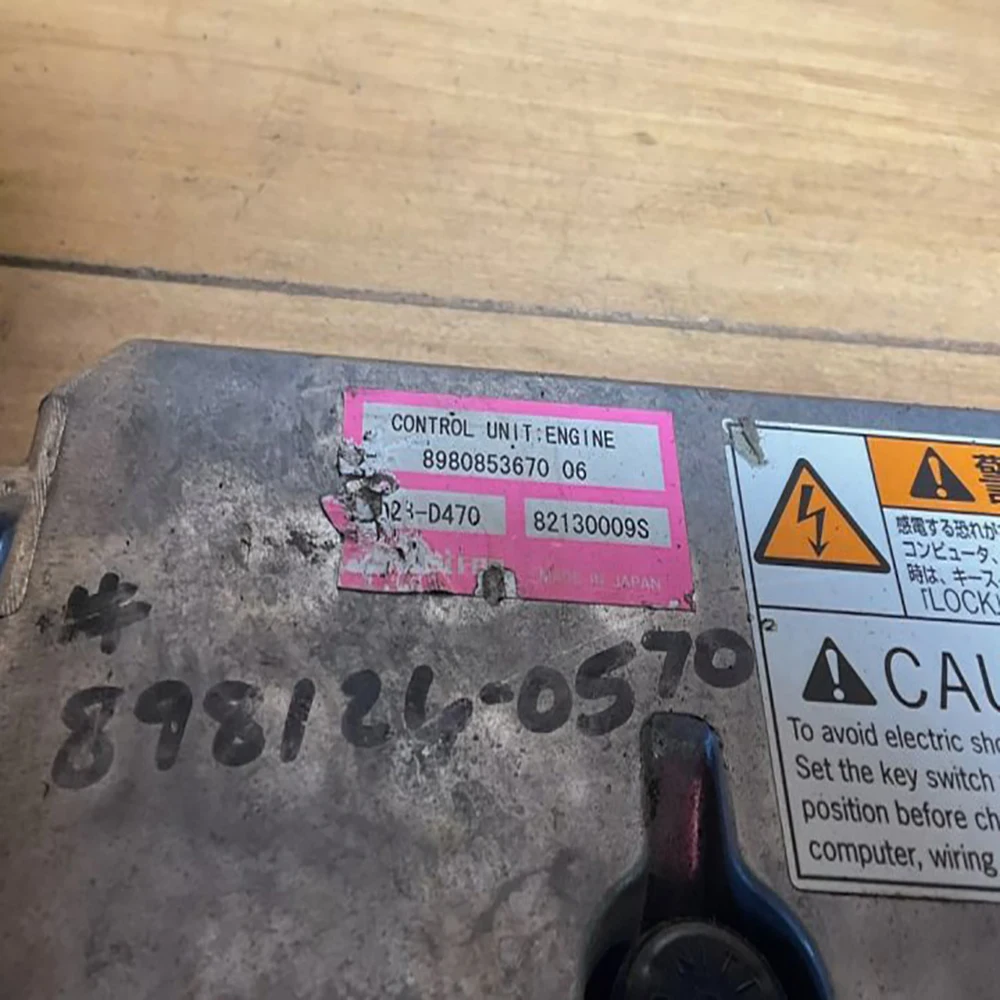 CONTROL UNIT:ENGINE
8980853670 06
-D470
82130009S
MADE IN JAPAN
#
898126-0570
感電する恐れが
コンピュータ、
時は、キース
「LOCK」
CAU
To avoid electric sho
Set the key switch
position before ch
computer, wiring